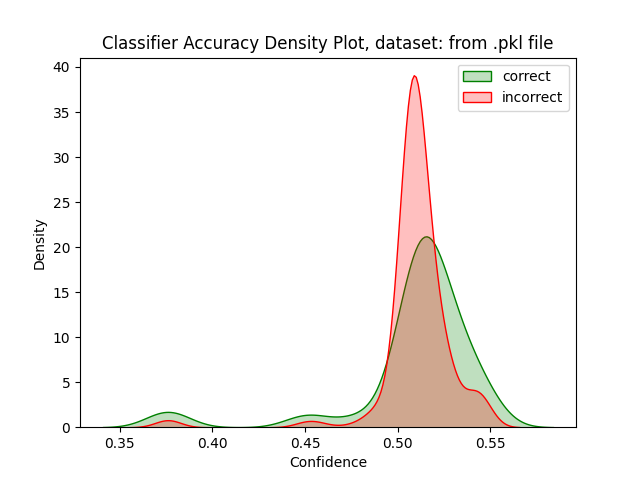 Classifier Accuracy Density Plot, dataset: from .pkl file
correct
incorrect
40
35
30
25
20
15
10
5
0
Density
0.35 0.40 0.45 0.50 0.55
Confidence